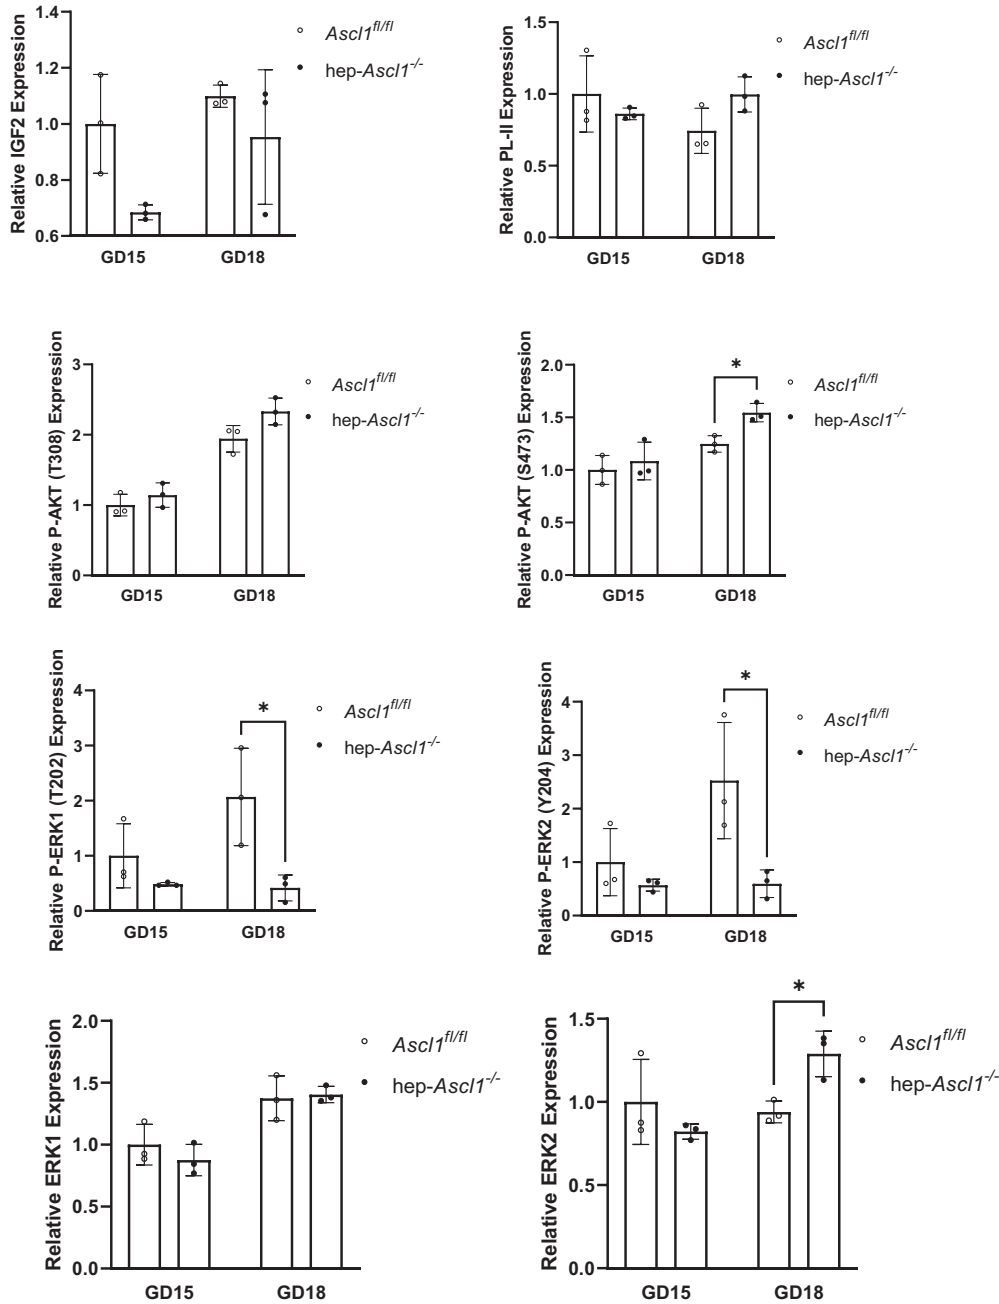 Relative IGF2 Expression
1.4
1.2
1.0
0.8
0.6
GD15
GD18
Ascl1fl/fl
hep-Ascl1-/-
Relative PL-II Expression
1.5
1.0
0.5
0.0
GD15
GD18
Ascl1fl/fl
hep-Ascl1-/-
Relative P-AKT (T308) Expression
3
2
1
0
GD15
GD18
Ascl1fl/fl
hep-Ascl1-/-
Relative P-AKT (S473) Expression
2.0
1.5
1.0
0.5
0.0
*
GD15
GD18
Ascl1fl/fl
hep-Ascl1-/-
Relative P-ERK1 (T202) Expression
4
3
2
1
0
*
GD15
GD18
Ascl1fl/fl
hep-Ascl1-/-
Relative P-ERK2 (Y204) Expression
4
3
2
1
0
*
GD15
GD18
Ascl1fl/fl
hep-Ascl1-/-
Relative ERK1 Expression
2.0
1.5
1.0
0.5
0.0
GD15
GD18
Ascl1fl/fl
hep-Ascl1-/-
Relative ERK2 Expression
1.5
1.0
0.5
0.0
*
GD15
GD18
Ascl1fl/fl
hep-Ascl1-/-